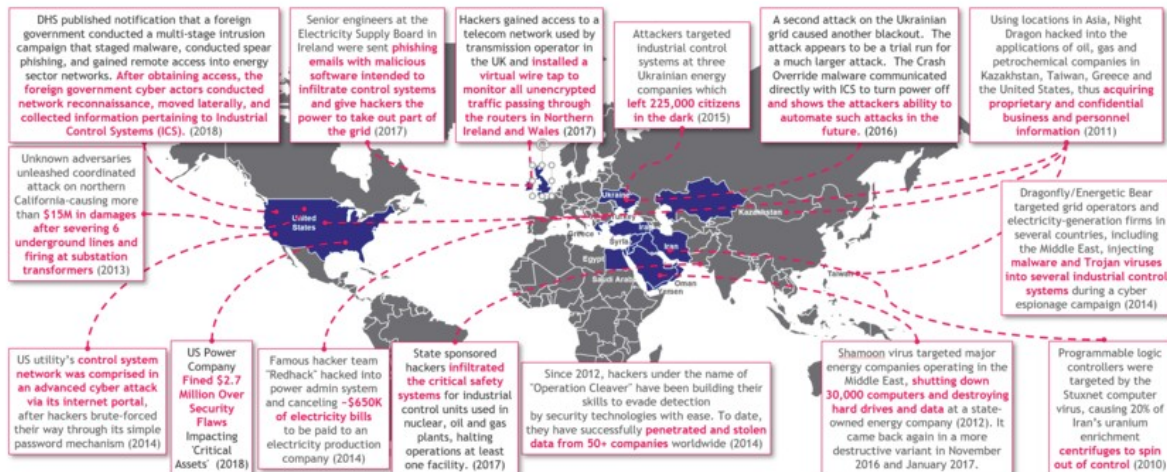 DHS published notification that a foreign
government conducted a multi-stage intrusion
campaign that staged malware, conducted spear
phishing, and gained remote access into energy
sector networks. After obtaining access, the
foreign government cyber actors conducted
network reconnaissance, moved laterally, and
collected information pertaining to Industrial
Control Systems (ICS). (2018)
Senior engineers at the
Electricity Supply Board in
Ireland were sent phishing
emails with malicious
software intended to
infiltrate control systems
and give hackers the
power to take out part of
the grid (2017)
Hackers gained access to a
telecom network used by
transmission operator in
the UK and installed a
virtual wire tap to
monitor all unencrypted
traffic passing through
the routers in Northern
Ireland and Wales (2017)
Attackers targeted
industrial control
systems at three
Ukrainian energy
companies which
left 225,000 citizens
in the dark (2015)
A second attack on the Ukrainian
grid caused another blackout. The
attack appears to be a trial run for
a much larger attack. The Crash
Override malware communicated
directly with ICS to turn power off
and shows the attackers ability to
automate such attacks in the
future. (2016)
Using locations in Asia, Night
Dragon hacked into the
applications of oil, gas and
petrochemical companies in
Kazakhstan, Taiwan, Greece and
the United States, thus acquiring
proprietary and confidential
business and personnel
information (2011)
Unknown adversaries
unleashed coordinated
attack on northern
California-causing more
than $15M in damages
after severing 6
underground lines and
firing at substation
transformers (2013)
United
States
Ukraine
Kazakhstan
Turkey
Greece
Syria
Iraq
Iran
Egypt
Saudi Arabia
Oman
Yemen
Taiwan
Dragonfly/Energetic Bear
targeted grid operators and
electricity-generation firms in
several countries, including
the Middle East, injecting
malware and Trojan viruses
into several industrial control
systems during a cyber
espionage campaign (2014)
US utility's control system
network was comprised in
an advanced cyber attack
via its internet portal,
after hackers brute-forced
their way through its simple
password mechanism (2014)
US Power
Company
Fined $2.7
Million Over
Security
Flaws
Impacting
'Critical
Assets' (2018)
Famous hacker team
"Redhack" hacked into
power admin system
and canceling ~$650K
of electricity bills
to be paid to an
electricity production
company (2014)
State sponsored
hackers infiltrated
the critical safety
systems for industrial
control units used in
nuclear, oil and gas
plants, halting
operations at least
one facility. (2017)
Since 2012, hackers under the name of
"Operation Cleaver" have been building their
skills to evade detection
by security technologies with ease. To date,
they have successfully penetrated and stolen
data from 50+ companies worldwide (2014)
Shamoon virus targeted major
energy companies operating in the
Middle East, shutting down
30,000 computers and destroying
hard drives and data at a state-
owned energy company (2012). It
came back again in a more
destructive variant in November
2016 and January 2017.
Programmable logic
controllers were
targeted by the
Stuxnet computer
virus, causing 20% of
Iran's uranium
enrichment
centrifuges to spin
out of control (2010)